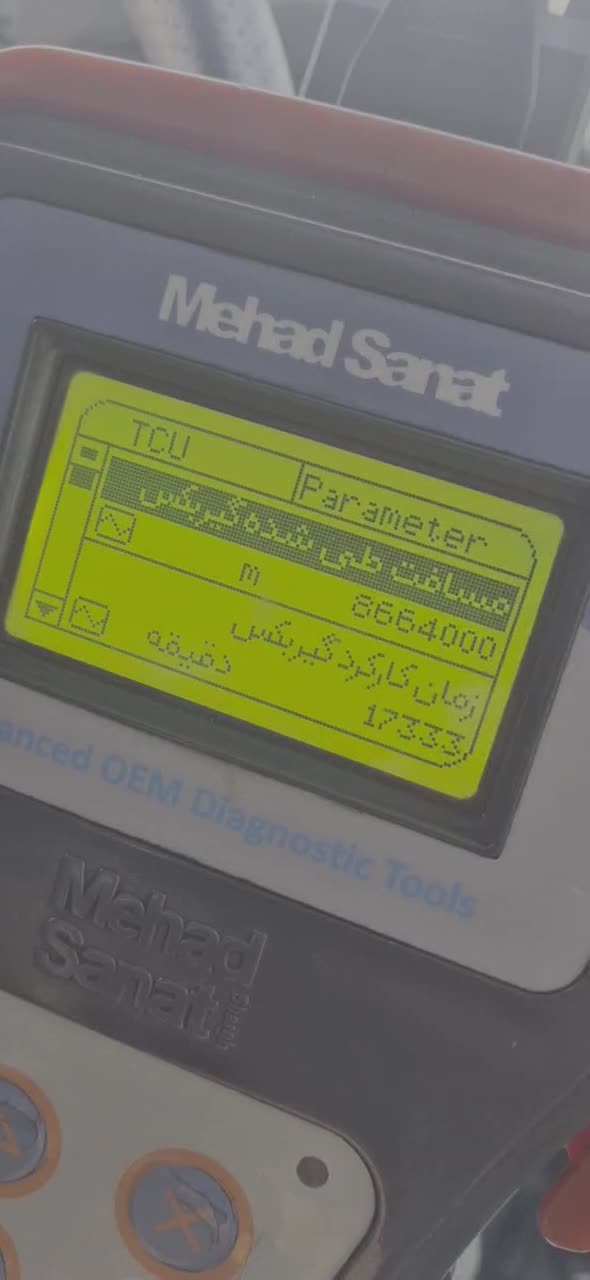 Mehad Sanat
TCU
Parameter
مسافت طی شده گیربکس
8664000 m
زمان کارکرد گیربکس
17333 دقیقه
anced OEM Diagnostic Tools
Mehad
Sanat